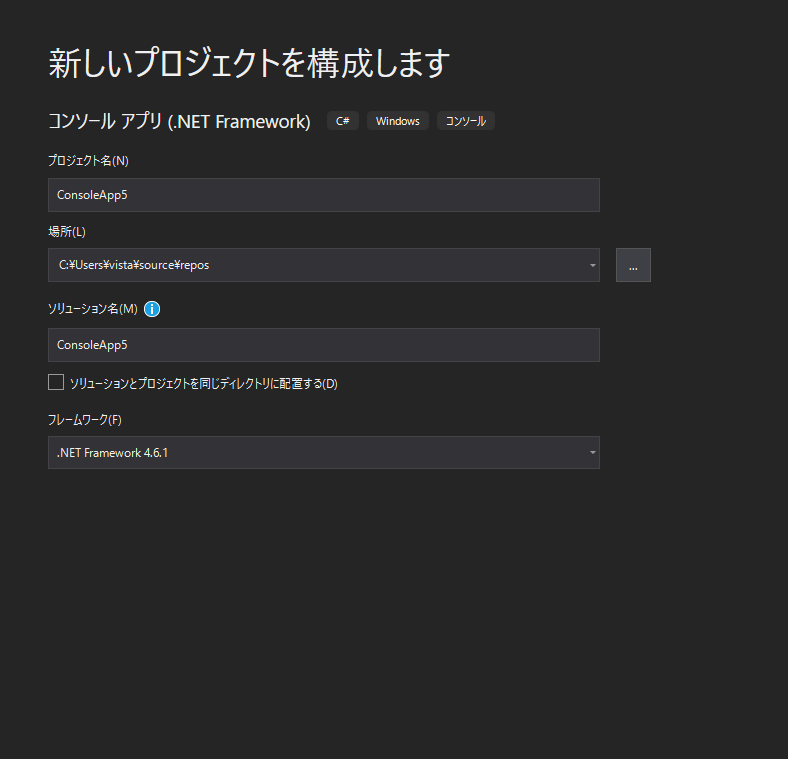 新しいプロジェクトを構成します
コンソール アプリ (.NET Framework) C# Windows コンソール
プロジェクト名(N)
ConsoleApp5
場所(L)
C:¥Users¥vista¥source¥repos ...
ソリューション名(M) i
ConsoleApp5
ソリューションとプロジェクトを同じディレクトリに配置する(D)
フレームワーク(F)
.NET Framework 4.6.1